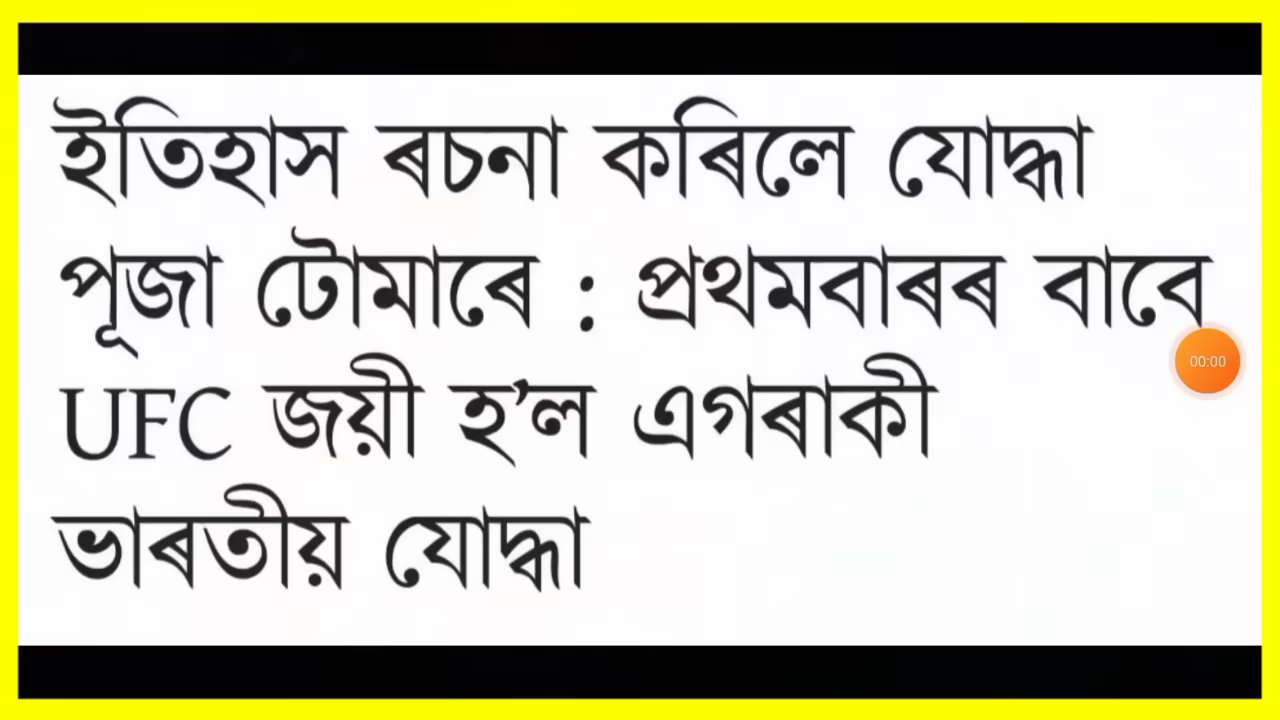 ইতিহাস ৰচনা কৰিলে যোদ্ধা
পূজা টোমাৰে : প্ৰথমবাৰৰ বাবে
00:00
UFC জয়ী হ’ল এগৰাকী
ভাৰতীয় যোদ্ধা